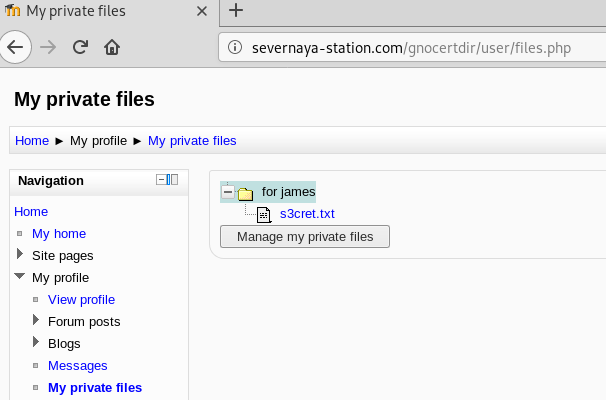 My private files
severnaya-station.com/gnocertdir/user/files.php
My private files
Home ► My profile ► My private files
Navigation
Home
My home
Site pages
My profile
View profile
Forum posts
Blogs
Messages
My private files
for james
s3cret.txt
Manage my private files